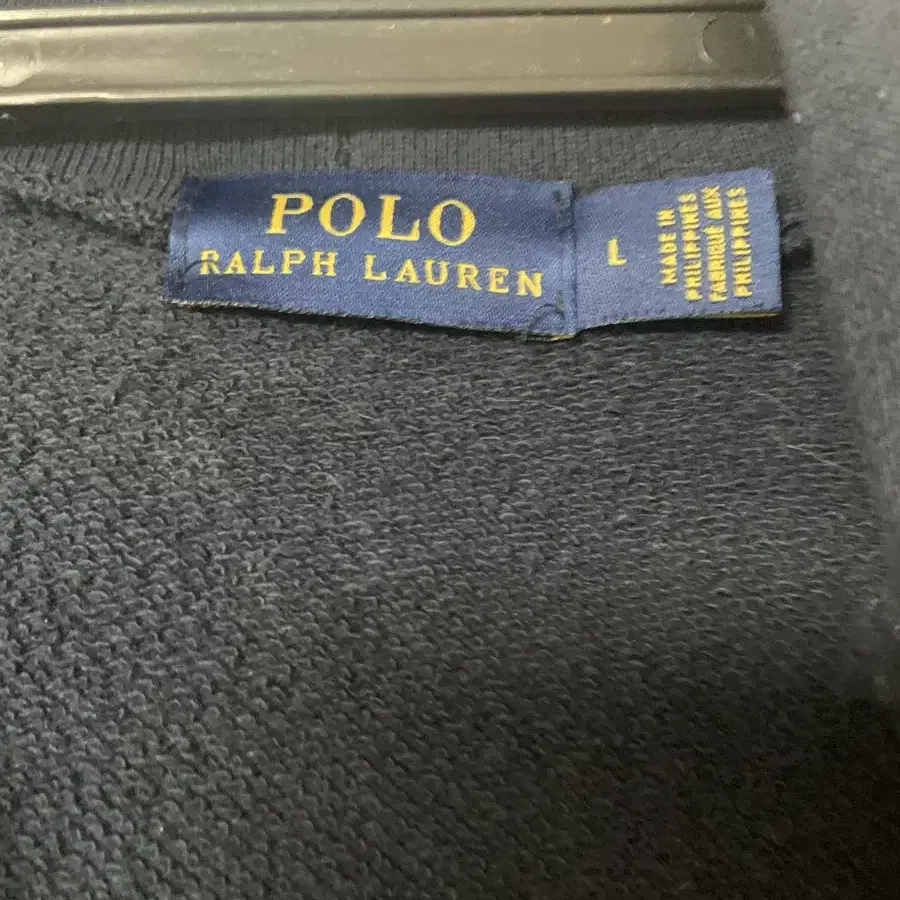 POLO
RALPH LAUREN
L
MADE IN
PHILIPPINES
FABRIQUÉ AUX
PHILIPPINES